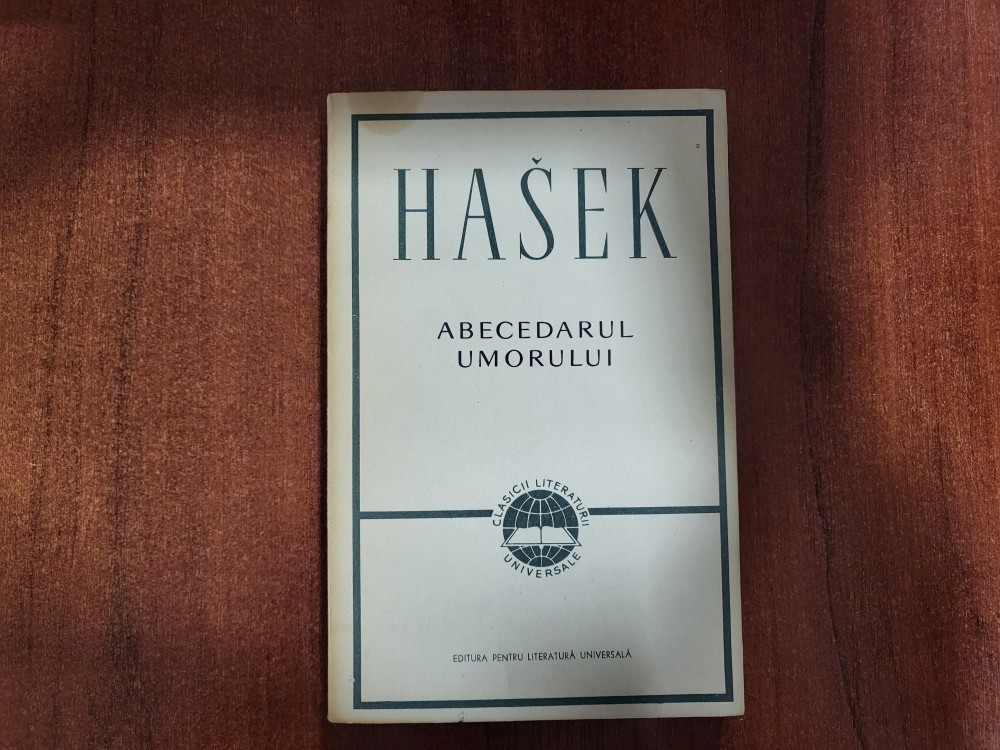 HAŠEK
ABECEDARUL
UMORULUI
CLASICII LITERATURII
UNIVERSALE
EDITURA PENTRU LITERATURĂ UNIVERSALĂ